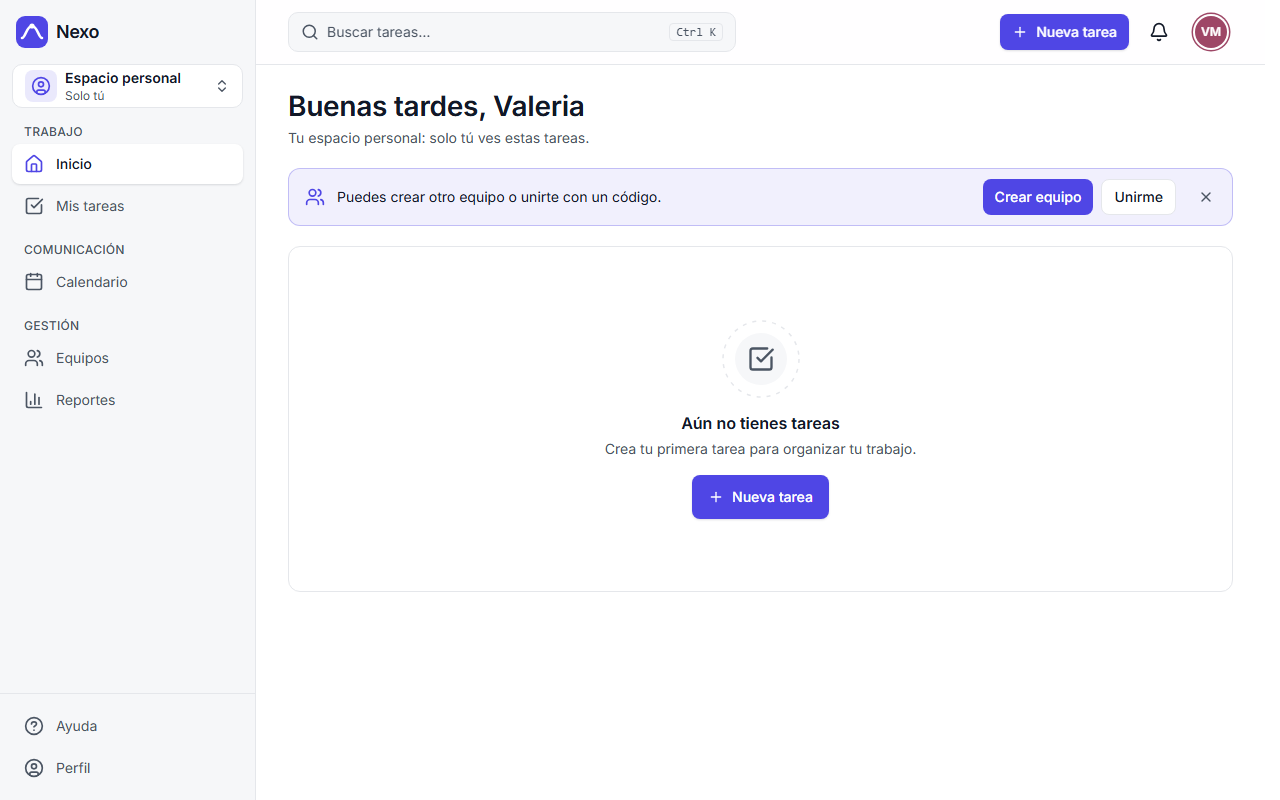 Nexo
Espacio personal
Solo tú
TRABAJO
Inicio
Mis tareas
COMUNICACIÓN
Calendario
GESTIÓN
Equipos
Reportes
Ayuda
Perfil
Buscar tareas...
Ctrl K
Nueva tarea
VM
Buenas tardes, Valeria
Tu espacio personal: solo tú ves estas tareas.
Puedes crear otro equipo o unirte con un código.
Crear equipo
Unirme
Aún no tienes tareas
Crea tu primera tarea para organizar tu trabajo.
Nueva tarea